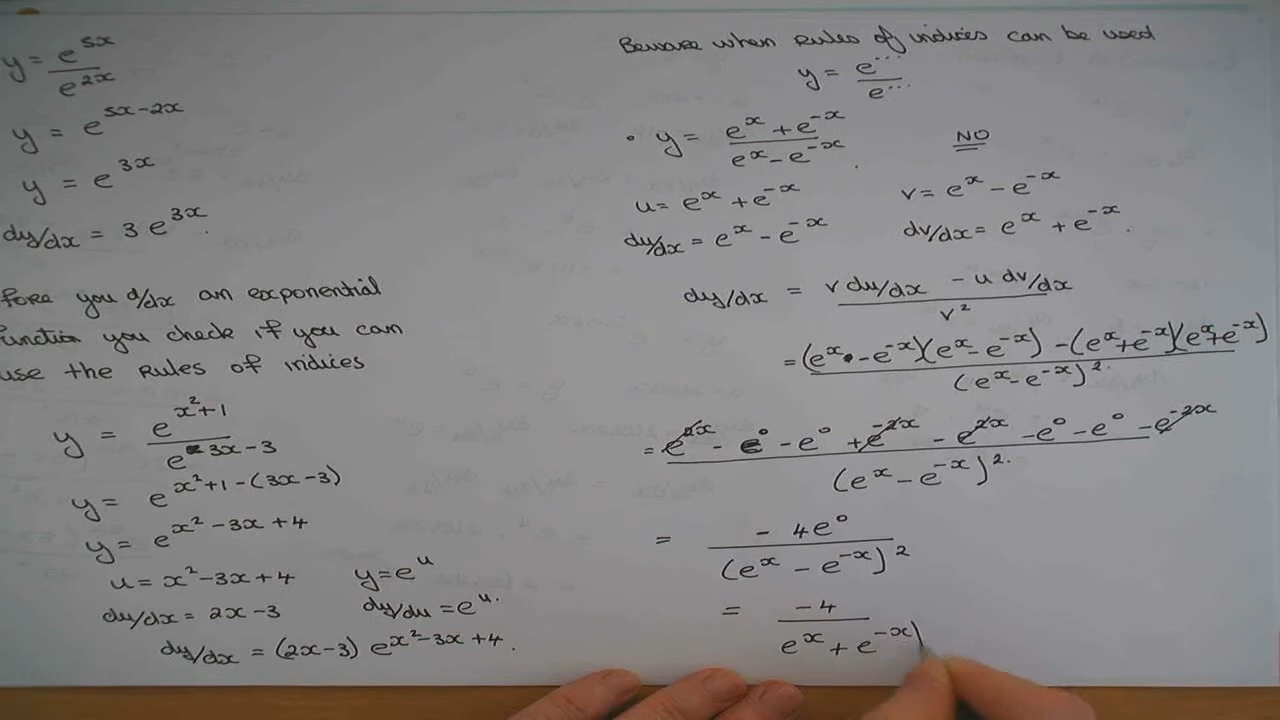 y = e^5x / e^2x
y = e^5x-2x
y = e^3x
dy/dx = 3e^3x.
fore you d/dx an exponential
function you check if you can
use the rules of indices
y = e^x²+1 / e^3x-3
y = e^x²+1-(3x-3)
y = e^x²-3x+4
u = x²-3x+4 y = e^u
du/dx = 2x-3 dy/du = e^u.
dy/dx = (2x-3) e^x²-3x+4.
Beware when rules of indices can be used
y = e^... / e^...
• y = e^x + e^-x / e^x - e^-x. NO
u = e^x + e^-x v = e^x - e^-x
du/dx = e^x - e^-x dv/dx = e^x + e^-x.
dy/dx = v du/dx - u dv/dx / v²
= (e^x - e^-x)(e^x - e^-x) - (e^x + e^-x)(e^x + e^-x) / (e^x - e^-x)².
= e^2x - e^0 - e^0 + e^-2x - e^2x - e^0 - e^0 - e^-2x / (e^x - e^-x)².
= -4e^0 / (e^x - e^-x)²
= -4 / e^x + e^-x)